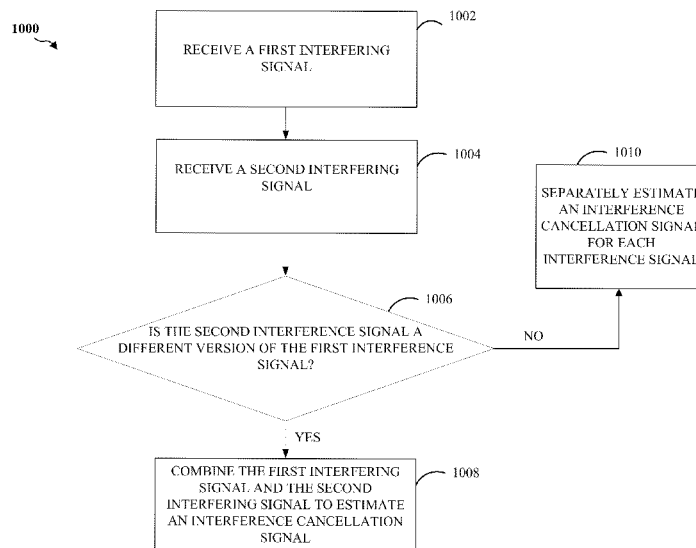 1000
1002
RECEIVE A FIRST INTERFERING
SIGNAL
1004
RECEIVE A SECOND INTERFERING
SIGNAL
1010
SEPARATELY ESTIMATE
AN INTERFERENCE
CANCELLATION SIGNAL
FOR EACH
INTERFERENCE SIGNAL
1006
IS THE SECOND INTERFERENCE SIGNAL A
DIFFERENT VERSION OF THE FIRST INTERFERENCE
SIGNAL?
NO
YES
1008
COMBINE THE FIRST INTERFERING
SIGNAL AND THE SECOND
INTERFERING SIGNAL TO ESTIMATE
AN INTERFERENCE CANCELLATION
SIGNAL